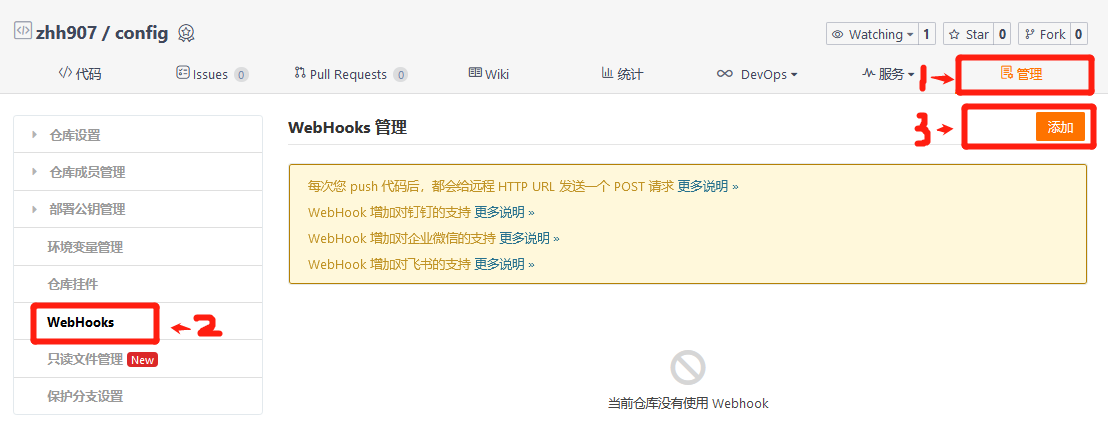 zhh907 / config
Watching 1 Star 0 Fork 0
代码 Issues 0 Pull Requests 0 Wiki 统计 DevOps 服务 1 管理
仓库设置
仓库成员管理
部署公钥管理
环境变量管理
仓库挂件
WebHooks 2
只读文件管理 New
保护分支设置
WebHooks 管理 3 添加
每次您 push 代码后，都会给远程 HTTP URL 发送一个 POST 请求 更多说明 »
WebHook 增加对钉钉的支持 更多说明 »
WebHook 增加对企业微信的支持 更多说明 »
WebHook 增加对飞书的支持 更多说明 »
当前仓库没有使用 Webhook